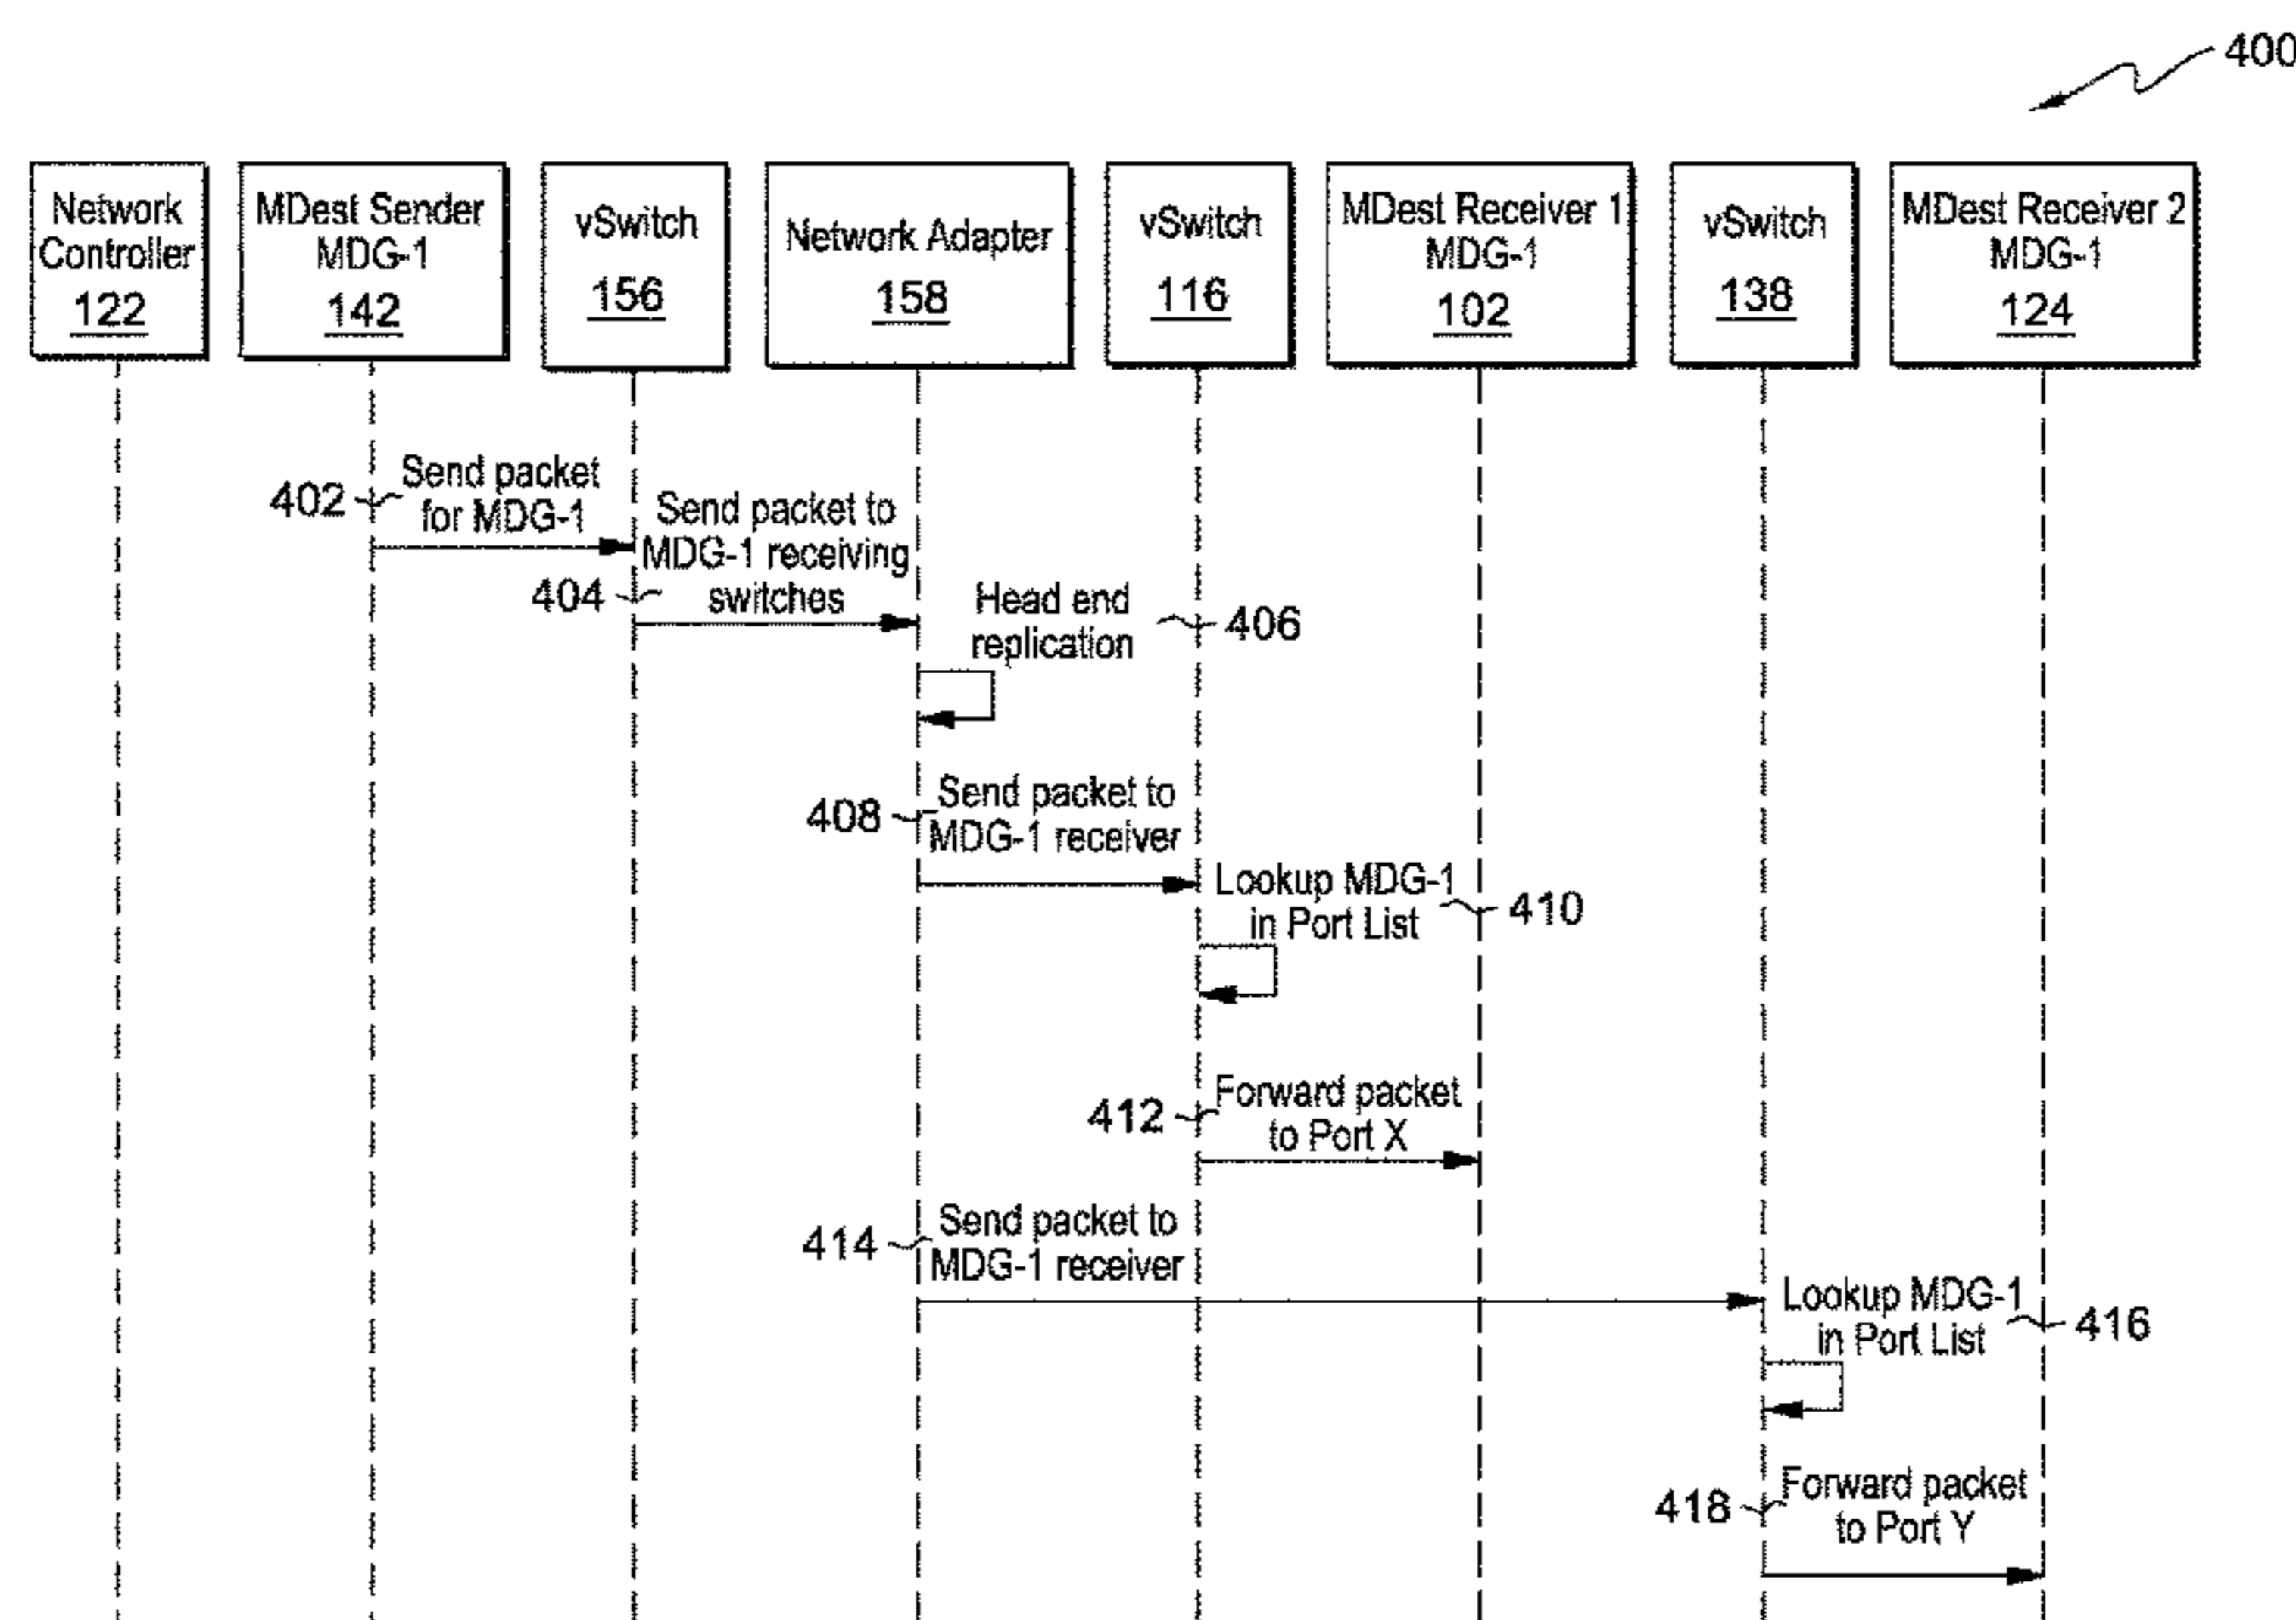 400
Network
Controller
122
MDest Sender
MDG-1
142
vSwitch
156
Network Adapter
158
vSwitch
116
MDest Receiver 1
MDG-1
102
vSwitch
138
MDest Receiver 2
MDG-1
124
402
Send packet
for MDG-1
404
Send packet to
MDG-1 receiving
switches
Head end
replication
406
408
Send packet to
MDG-1 receiver
Lookup MDG-1
in Port List
410
412
Forward packet
to Port X
414
Send packet to
MDG-1 receiver
Lookup MDG-1
in Port List
416
418
Forward packet
to Port Y